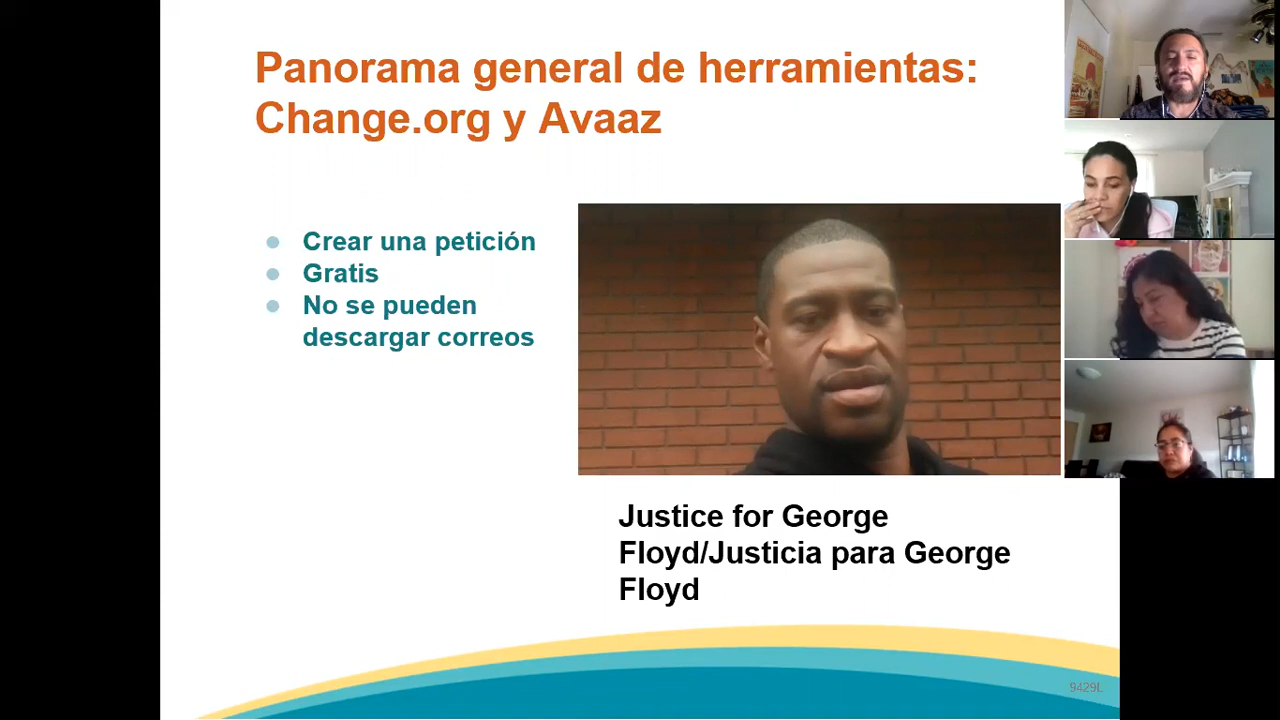 Panorama general de herramientas:
Change.org y Avaaz
Crear una petición
Gratis
No se pueden
descargar correos
Justice for George
Floyd/Justicia para George
Floyd
9429L